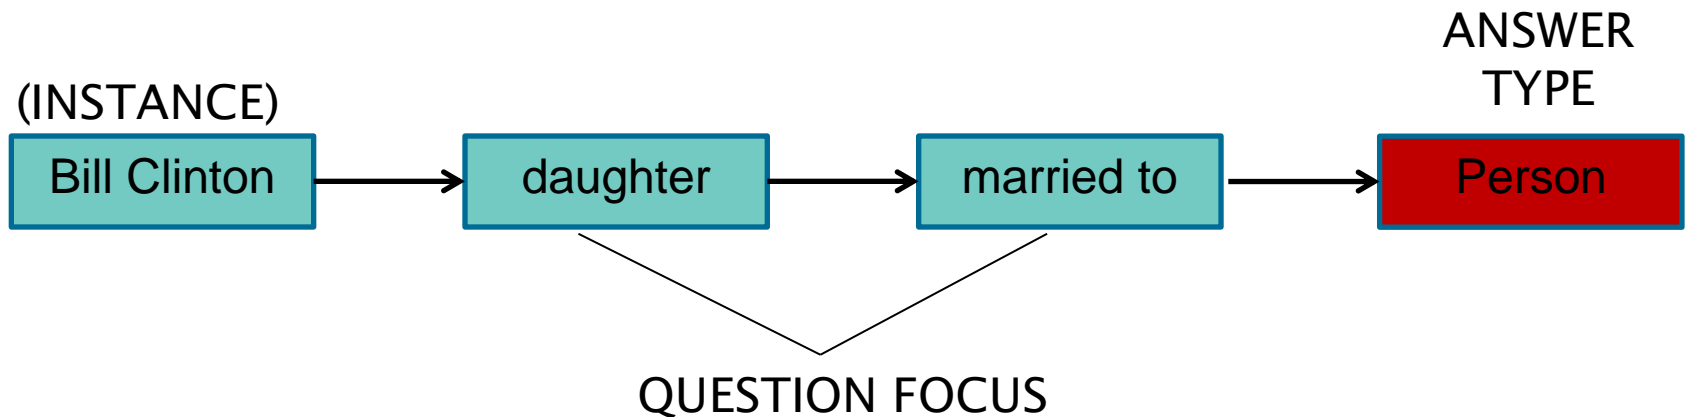 ANSWER
TYPE
(INSTANCE)
Bill Clinton
daughter
married to
Person
QUESTION FOCUS